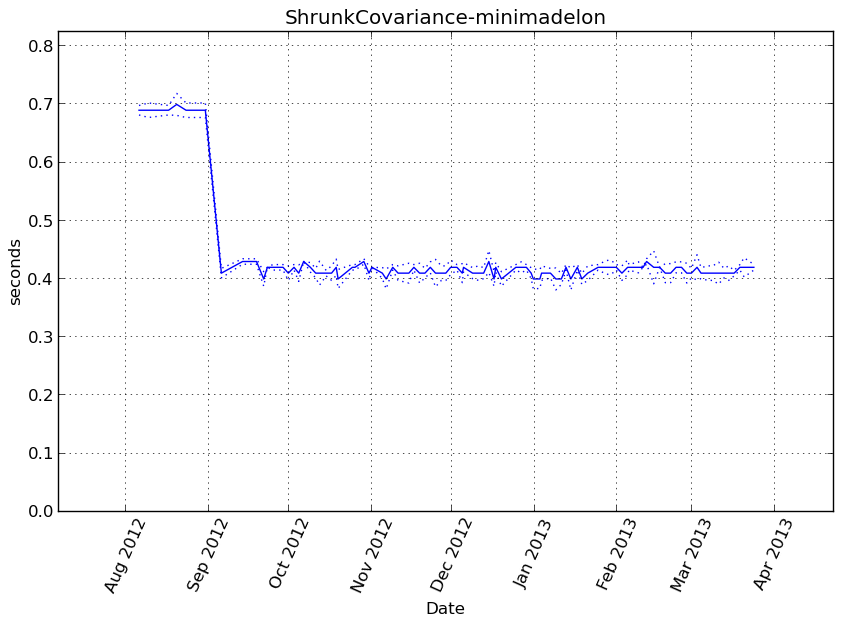 ShrunkCovariance-minimadelon
0.8
0.7
0.6
0.5
0.4
0.3
0.2
0.1
0.0
seconds
Aug 2012
Sep 2012
Oct 2012
Nov 2012
Dec 2012
Jan 2013
Feb 2013
Mar 2013
Apr 2013
Date